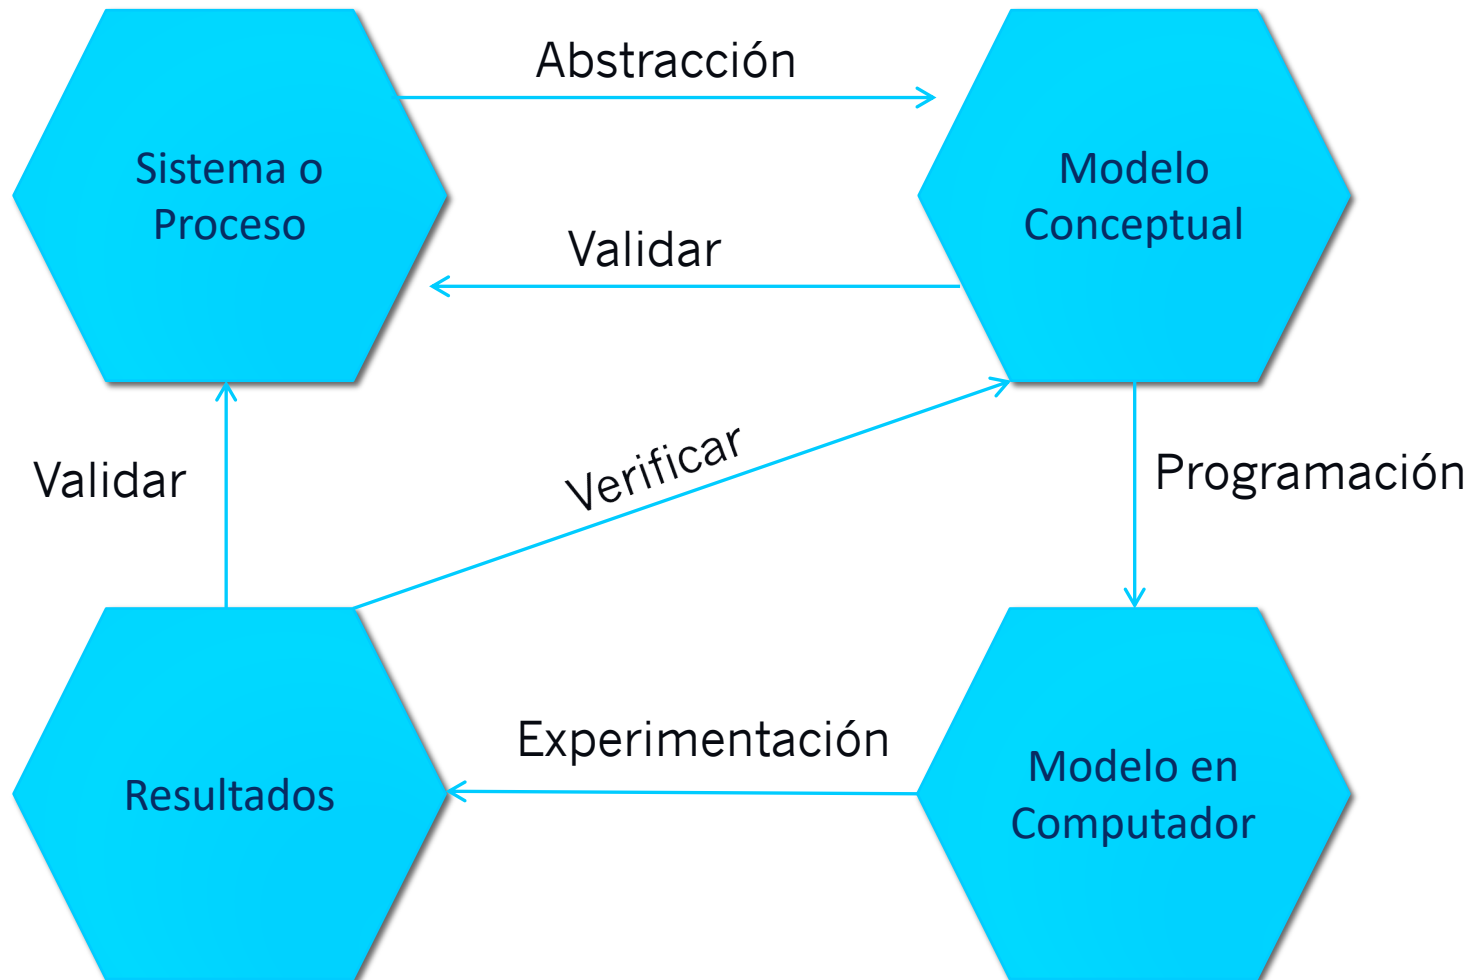 Abstracción
Sistema o
Proceso
Modelo
Conceptual
Validar
Validar
Verificar
Programación
Experimentación
Resultados
Modelo en
Computador